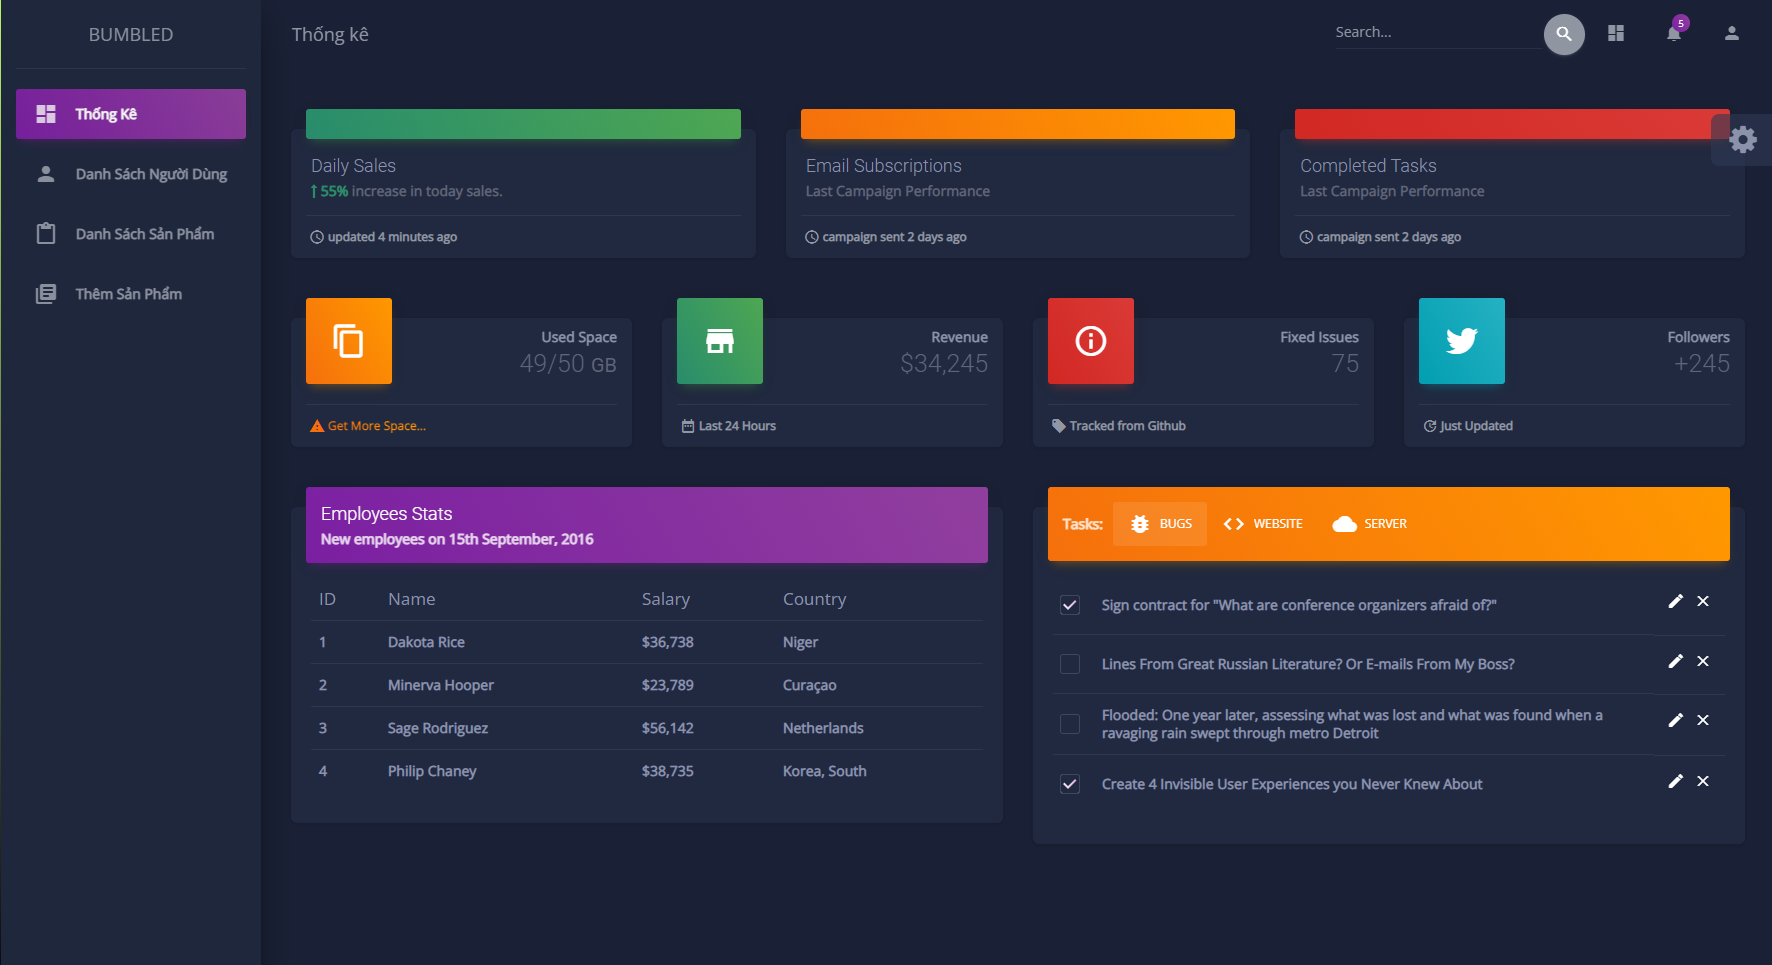 BUMBLED
Thống Kê
Danh Sách Người Dùng
Danh Sách Sản Phẩm
Thêm Sản Phẩm
Thống kê
Search...
5
Daily Sales
55% increase in today sales.
updated 4 minutes ago
Email Subscriptions
Last Campaign Performance
campaign sent 2 days ago
Completed Tasks
Last Campaign Performance
campaign sent 2 days ago
Used Space
49/50 GB
Get More Space...
Revenue
$34,245
Last 24 Hours
Fixed Issues
75
Tracked from Github
Followers
+245
Just Updated
Employees Stats
New employees on 15th September, 2016
ID Name Salary Country
1 Dakota Rice $36,738 Niger
2 Minerva Hooper $23,789 Curaçao
3 Sage Rodriguez $56,142 Netherlands
4 Philip Chaney $38,735 Korea, South
Tasks: BUGS WEBSITE SERVER
Sign contract for "What are conference organizers afraid of?"
Lines From Great Russian Literature? Or E-mails From My Boss?
Flooded: One year later, assessing what was lost and what was found when a
ravaging rain swept through metro Detroit
Create 4 Invisible User Experiences you Never Knew About